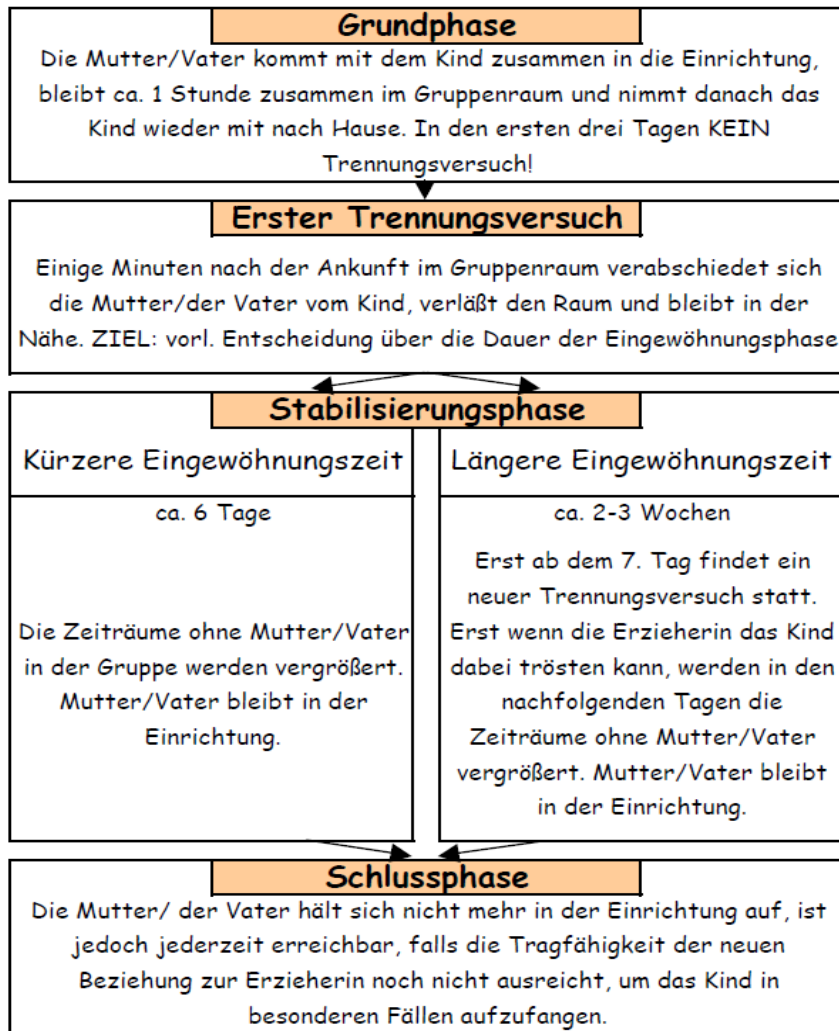 Grundphase
Die Mutter/Vater kommt mit dem Kind zusammen in die Einrichtung,
bleibt ca. 1 Stunde zusammen im Gruppenraum und nimmt danach das
Kind wieder mit nach Hause. In den ersten drei Tagen KEIN
Trennungsversuch!
Erster Trennungsversuch
Einige Minuten nach der Ankunft im Gruppenraum verabschiedet sich
die Mutter/der Vater vom Kind, verläßt den Raum und bleibt in der
Nähe. ZIEL: vorl. Entscheidung über die Dauer der Eingewöhnungsphase
Stabilisierungsphase
Kürzere Eingewöhnungszeit
ca. 6 Tage
Die Zeiträume ohne Mutter/Vater
in der Gruppe werden vergrößert.
Mutter/Vater bleibt in der
Einrichtung.
Längere Eingewöhnungszeit
ca. 2-3 Wochen
Erst ab dem 7. Tag findet ein
neuer Trennungsversuch statt.
Erst wenn die Erzieherin das Kind
dabei trösten kann, werden in den
nachfolgenden Tagen die
Zeiträume ohne Mutter/Vater
vergrößert. Mutter/Vater bleibt
in der Einrichtung.
Schlussphase
Die Mutter/ der Vater hält sich nicht mehr in der Einrichtung auf, ist
jedoch jederzeit erreichbar, falls die Tragfähigkeit der neuen
Beziehung zur Erzieherin noch nicht ausreicht, um das Kind in
besonderen Fällen aufzufangen.